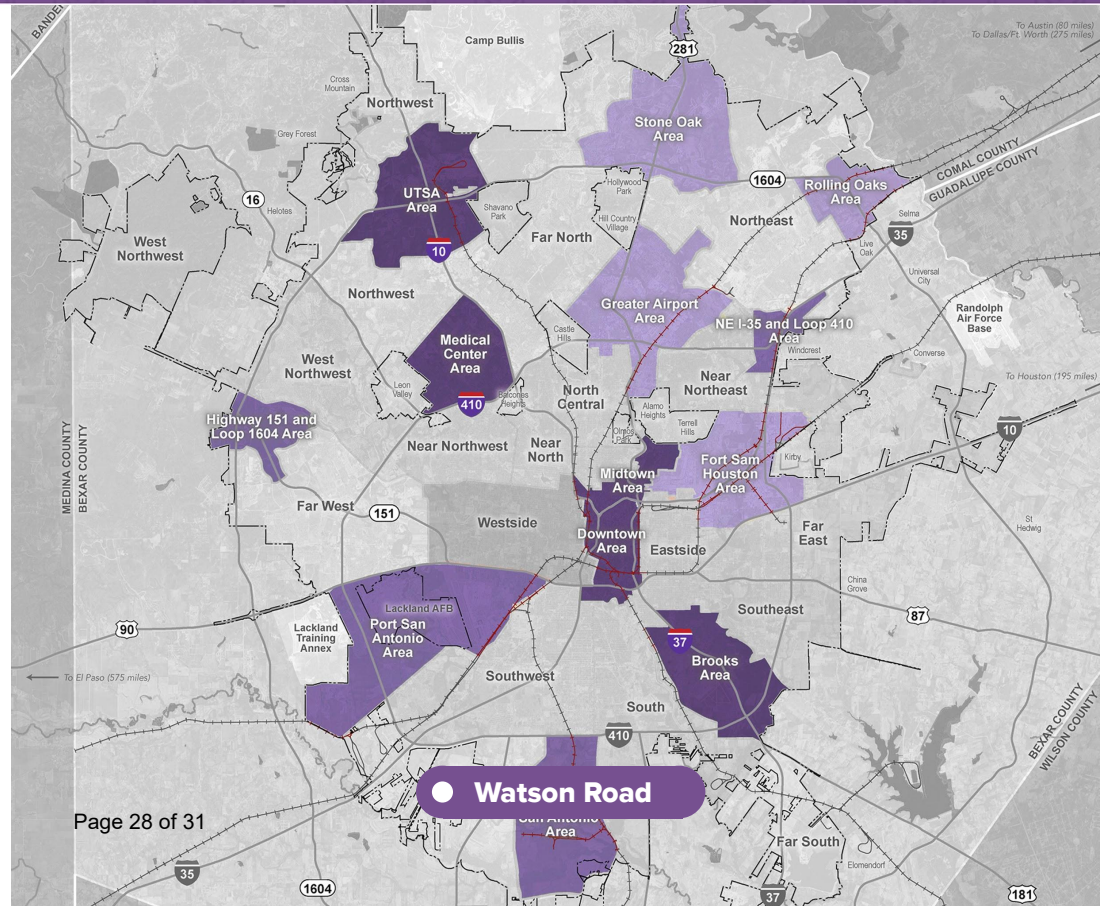 BANDE
Camp Bullis
281
To Austin (80 miles)
To Dallas/Ft. Worth (275 miles)
Cross
Mountain
Northwest
Stone Oak
Area
Grey Forest
COMAL COUNTY
GUADALUPE COUNTY
1604
Rolling Oaks
Area
UTSA
Area
Hollywood
Park
16
Helotes
Shavano
Park
Hill Country
Village
Northeast
Selma
35
West
Northwest
Far North
10
Live
Oak
Universal
City
Northwest
Greater Airport
Area
Randolph
Air Force
Base
NE I-35 and Loop 410
Area
Castle
Hills
Medical
Center
Area
Windcrest
Converse
West
Northwest
To Houston (195 miles)
Leon
Valley
Balcones
Heights
North
Central
Near
Northeast
410
Alamo
Heights
Highway 151 and
Loop 1604 Area
Terrell
Hills
Olmos
Park
10
Near Northwest
Near
North
Kirby
Fort Sam
Houston
Area
Midtown
Area
MEDINA COUNTY
BEXAR COUNTY
Far West
151
Westside
St
Hedwig
Downtown
Area
Far
East
Eastside
China
Grove
Lackland AFB
Southeast
87
90
Lackland
Training
Annex
Port San
Antonio
Area
37
Brooks
Area
To El Paso (575 miles)
Southwest
South
BEXAR COUNTY
WILSON COUNTY
410
Watson Road
Page 28 of 31
San Antonio
Area
Far South
Elomendorf
35
1604
37
181